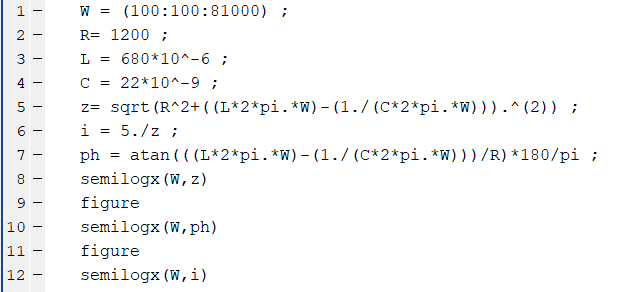 1 – W = (100:100:81000) ;
2 – R= 1200 ;
3 – L = 680*10^-6 ;
4 – C = 22*10^-9 ;
5 – z= sqrt(R^2+((L*2*pi.*W)-(1./(C*2*pi.*W))).^(2)) ;
6 – i = 5./z ;
7 – ph = atan(((L*2*pi.*W)-(1./(C*2*pi.*W)))/R)*180/pi ;
8 – semilogx(W,z)
9 – figure
10 – semilogx(W,ph)
11 – figure
12 – semilogx(W,i)